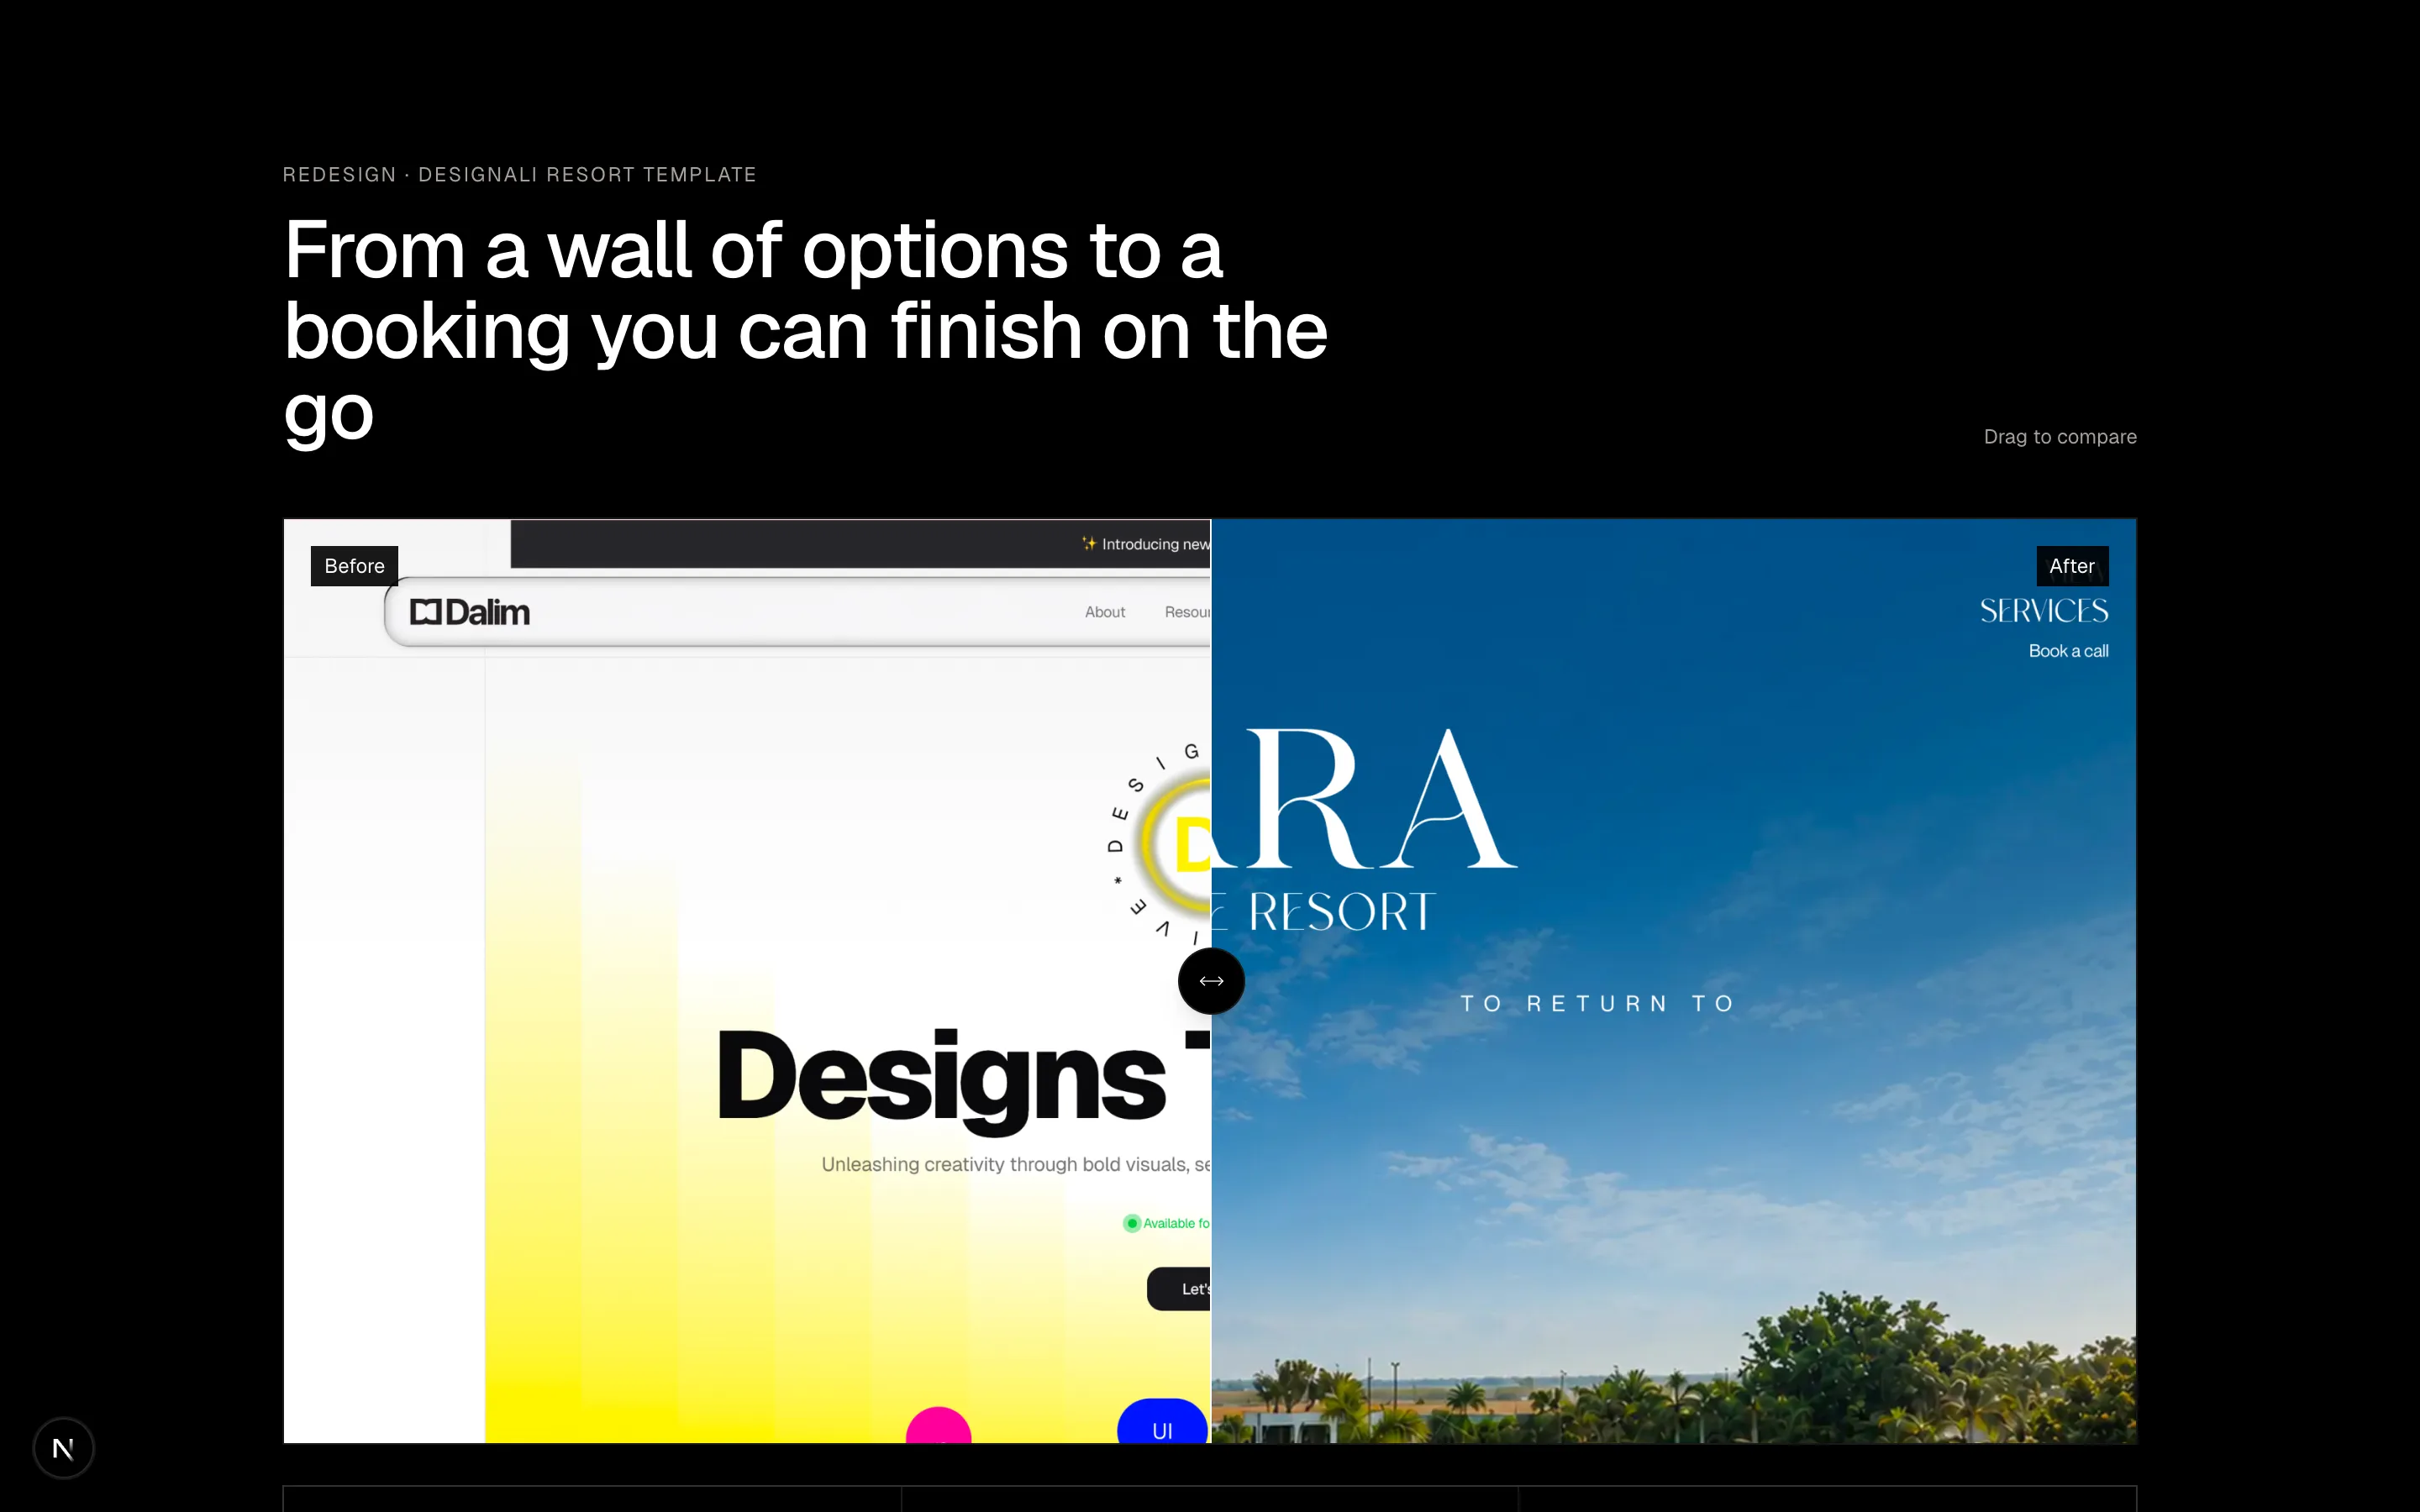 REDESIGN · DESIGNALI RESORT TEMPLATE
From a wall of options to a
booking you can finish on the
go
Drag to compare
Before
✨ Introducing new
Dalim
About Resour
After
SERVICES
Book a call
* D E S I G
I V E
D
RA
E RESORT
TO RETURN TO
Designs T
Unleashing creativity through bold visuals, se
Available fo
Let's
UI
N